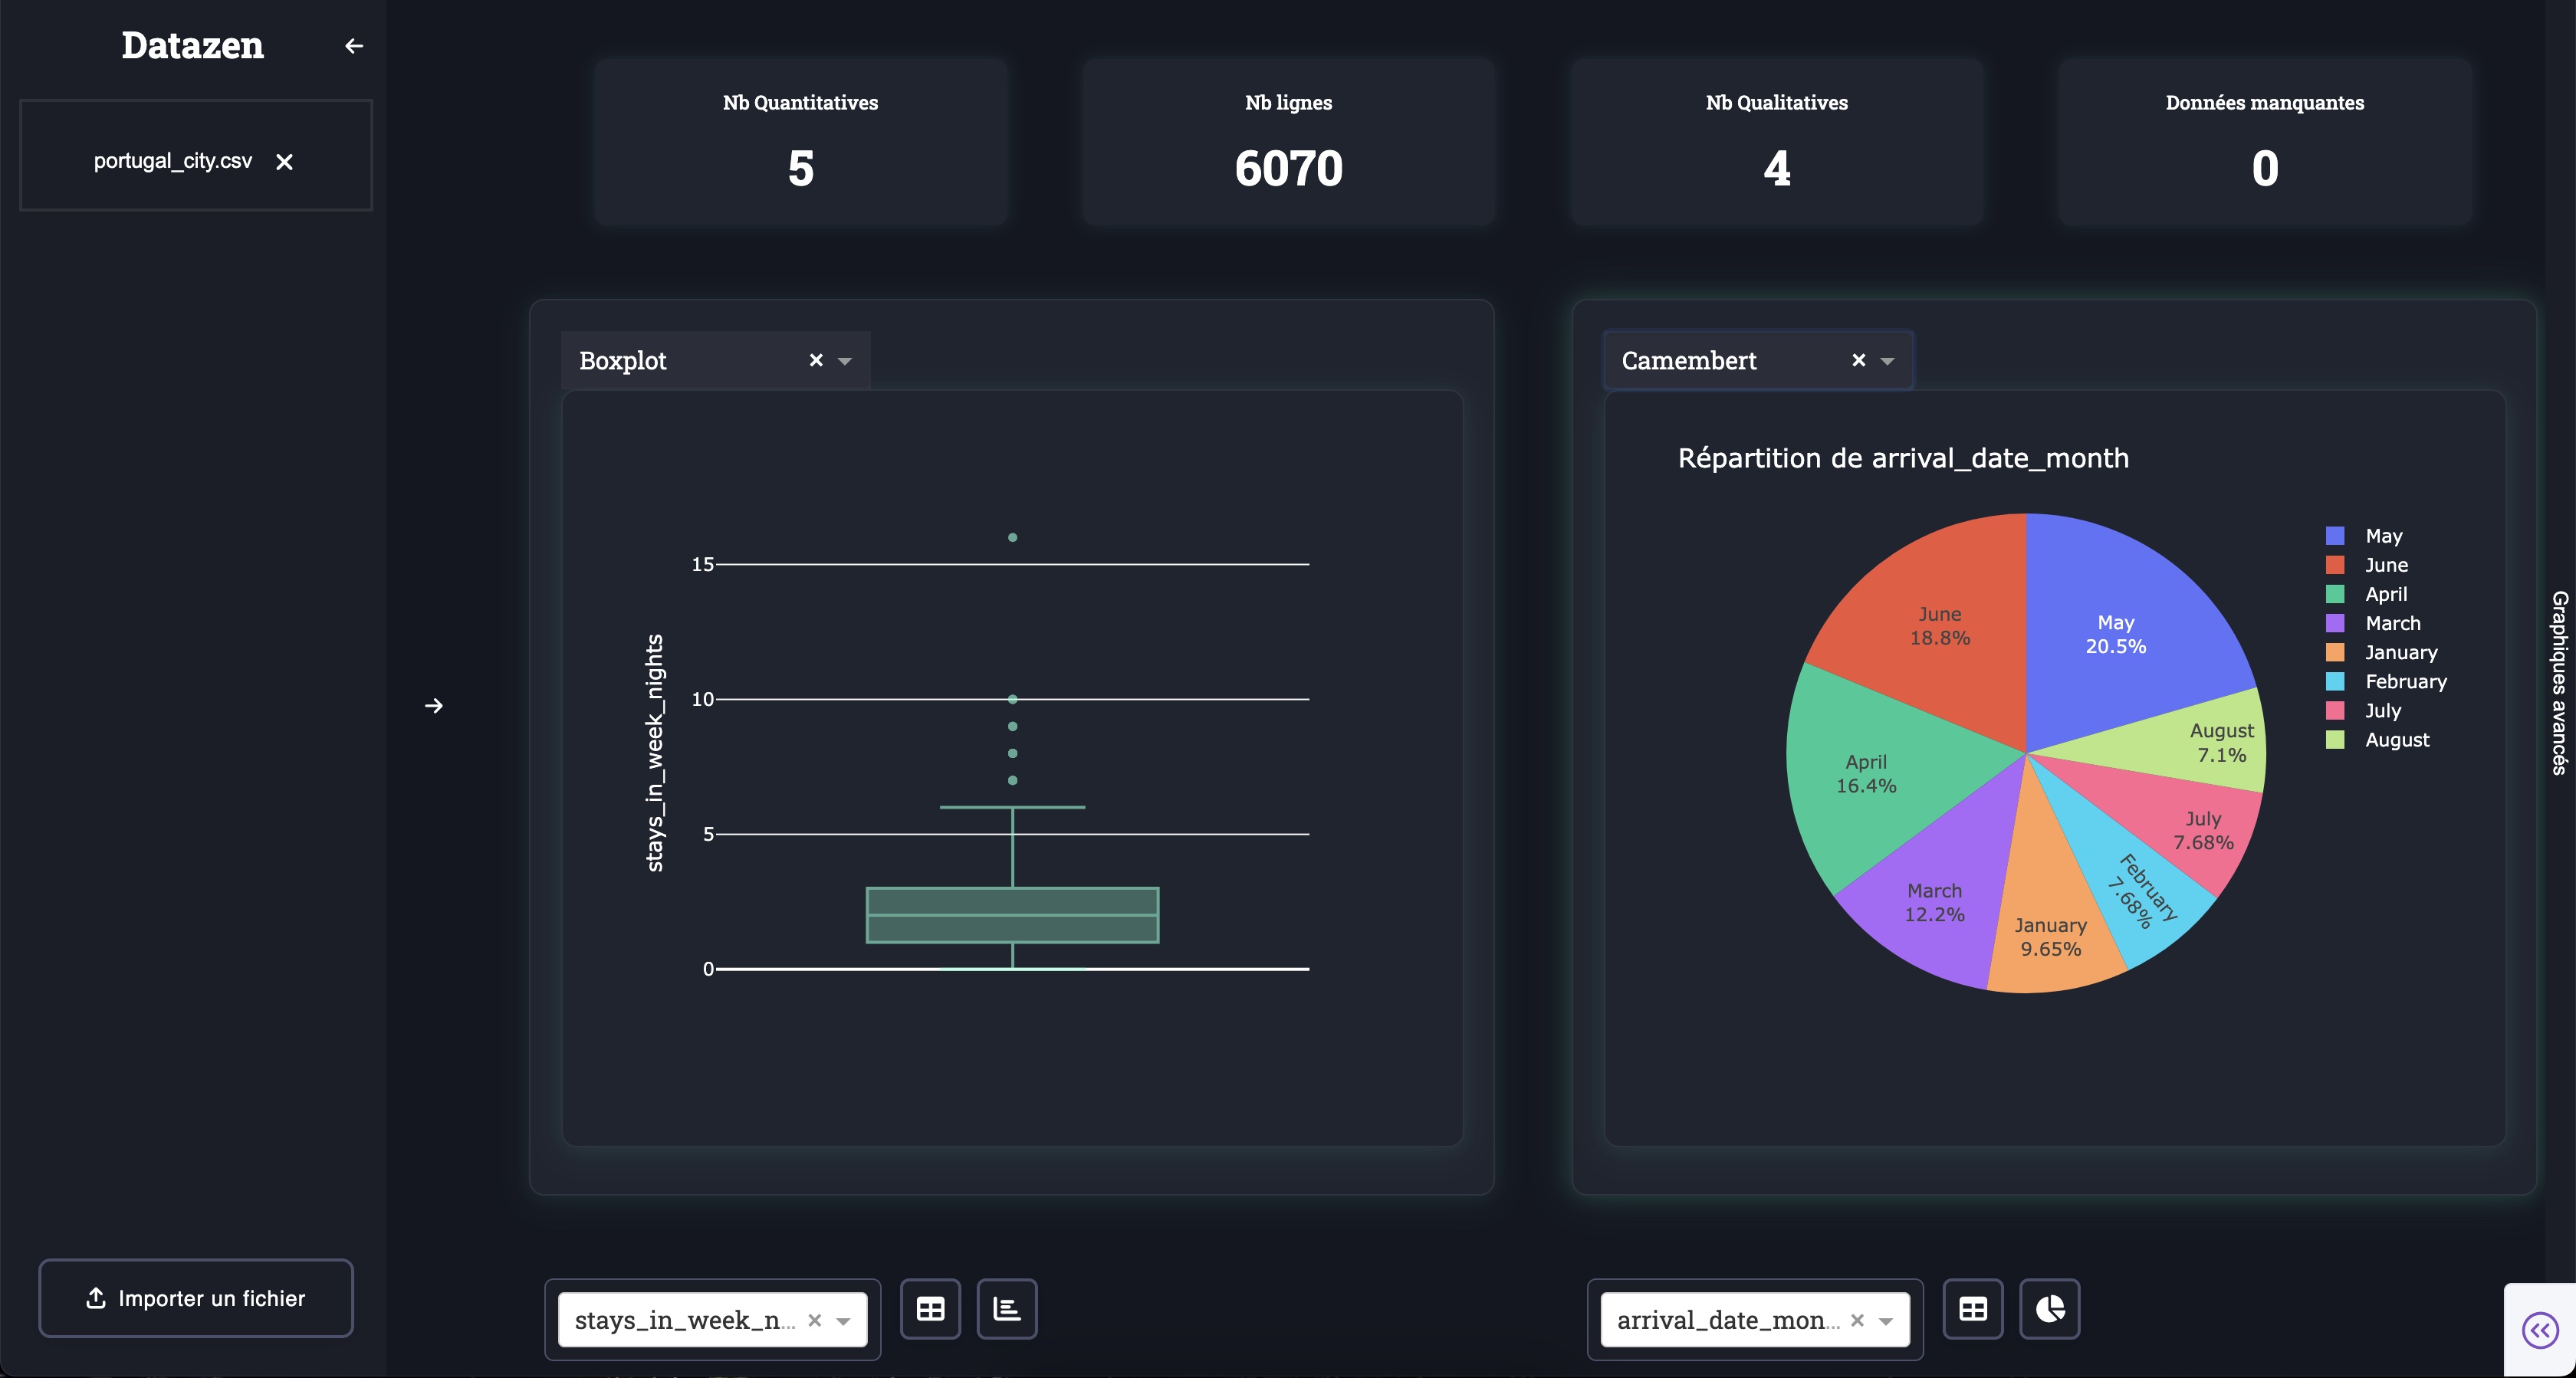 Datazen
portugal_city.csv
Importer un fichier
Nb Quantitatives
5
Nb lignes
6070
Nb Qualitatives
4
Données manquantes
0
Boxplot
15
10
5
0
stays_in_week_nights
stays_in_week_n...
Camembert
Répartition de arrival_date_month
May
20.5%
August
7.1%
July
7.68%
February
7.68%
January
9.65%
March
12.2%
April
16.4%
June
18.8%
May
June
April
March
January
February
July
August
arrival_date_mon...
Graphiques avancés